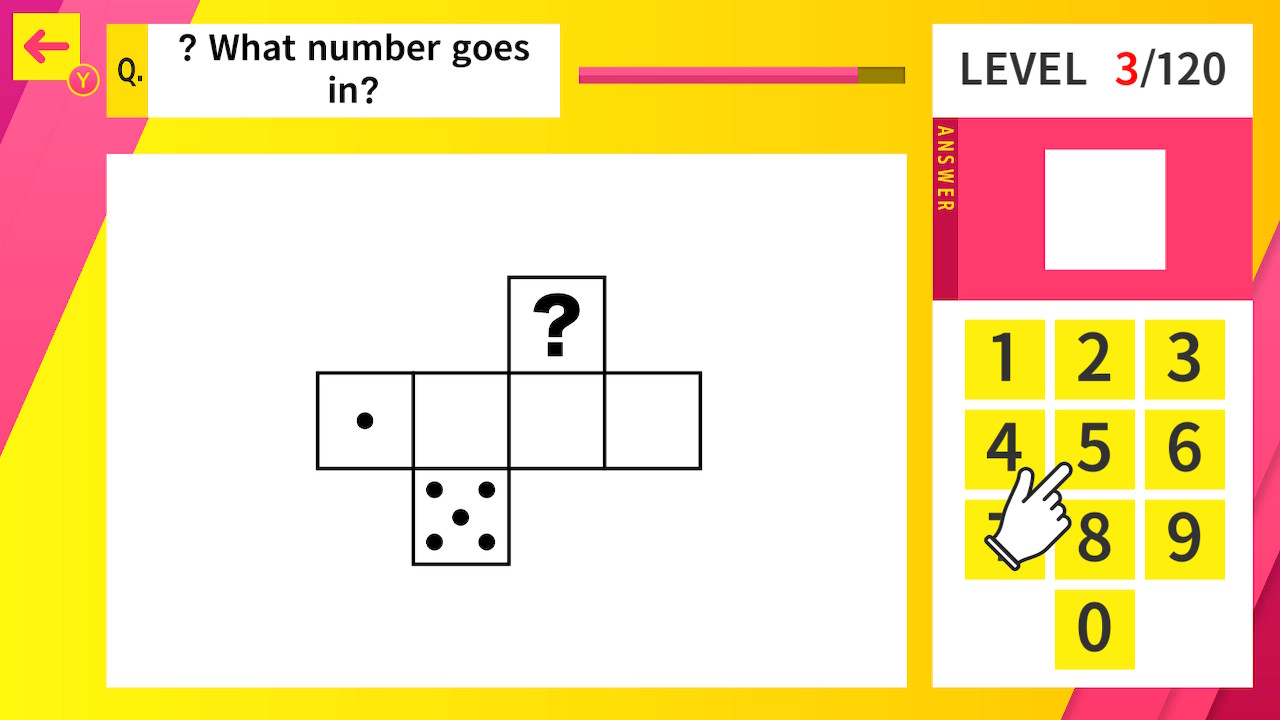 Y
Q.
? What number goes
in?
LEVEL 3/120
ANSWER
?
1 2 3
4 5 6
8 9
0